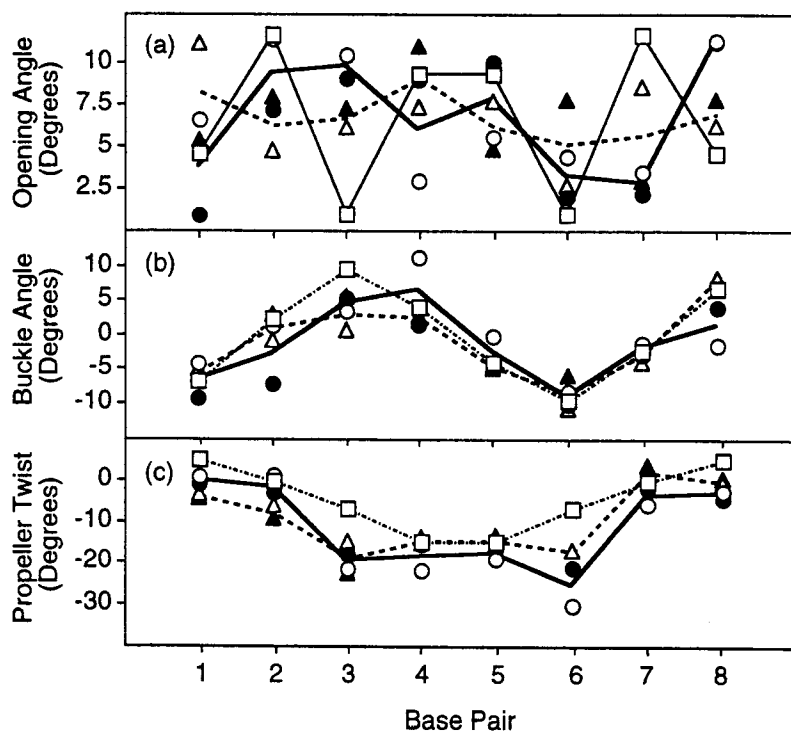 (a)
Opening Angle
(Degrees)
10
7.5
5
2.5
(b)
Buckle Angle
(Degrees)
10
5
0
-5
-10
(c)
Propeller Twist
(Degrees)
0
-10
-20
-30
1 2 3 4 5 6 7 8
Base Pair